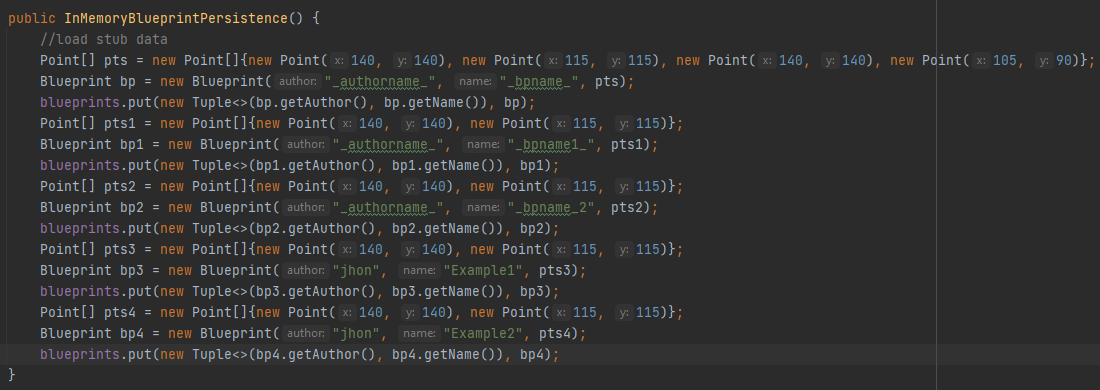 public InMemoryBlueprintPersistence() {
//load stub data
Point[] pts = new Point[]{new Point( x: 140, y: 140), new Point( x: 115, y: 115), new Point( x: 140, y: 140), new Point( x: 105, y: 90)};
Blueprint bp = new Blueprint( author: "_authorname_", name: "_bpname_", pts);
blueprints.put(new Tuple<>(bp.getAuthor(), bp.getName()), bp);
Point[] pts1 = new Point[]{new Point( x: 140, y: 140), new Point( x: 115, y: 115)};
Blueprint bp1 = new Blueprint( author: "_authorname_", name: "_bpname1_", pts1);
blueprints.put(new Tuple<>(bp1.getAuthor(), bp1.getName()), bp1);
Point[] pts2 = new Point[]{new Point( x: 140, y: 140), new Point( x: 115, y: 115)};
Blueprint bp2 = new Blueprint( author: "_authorname_", name: "_bpname_2", pts2);
blueprints.put(new Tuple<>(bp2.getAuthor(), bp2.getName()), bp2);
Point[] pts3 = new Point[]{new Point( x: 140, y: 140), new Point( x: 115, y: 115)};
Blueprint bp3 = new Blueprint( author: "jhon", name: "Example1", pts3);
blueprints.put(new Tuple<>(bp3.getAuthor(), bp3.getName()), bp3);
Point[] pts4 = new Point[]{new Point( x: 140, y: 140), new Point( x: 115, y: 115)};
Blueprint bp4 = new Blueprint( author: "jhon", name: "Example2", pts4);
blueprints.put(new Tuple<>(bp4.getAuthor(), bp4.getName()), bp4);
}